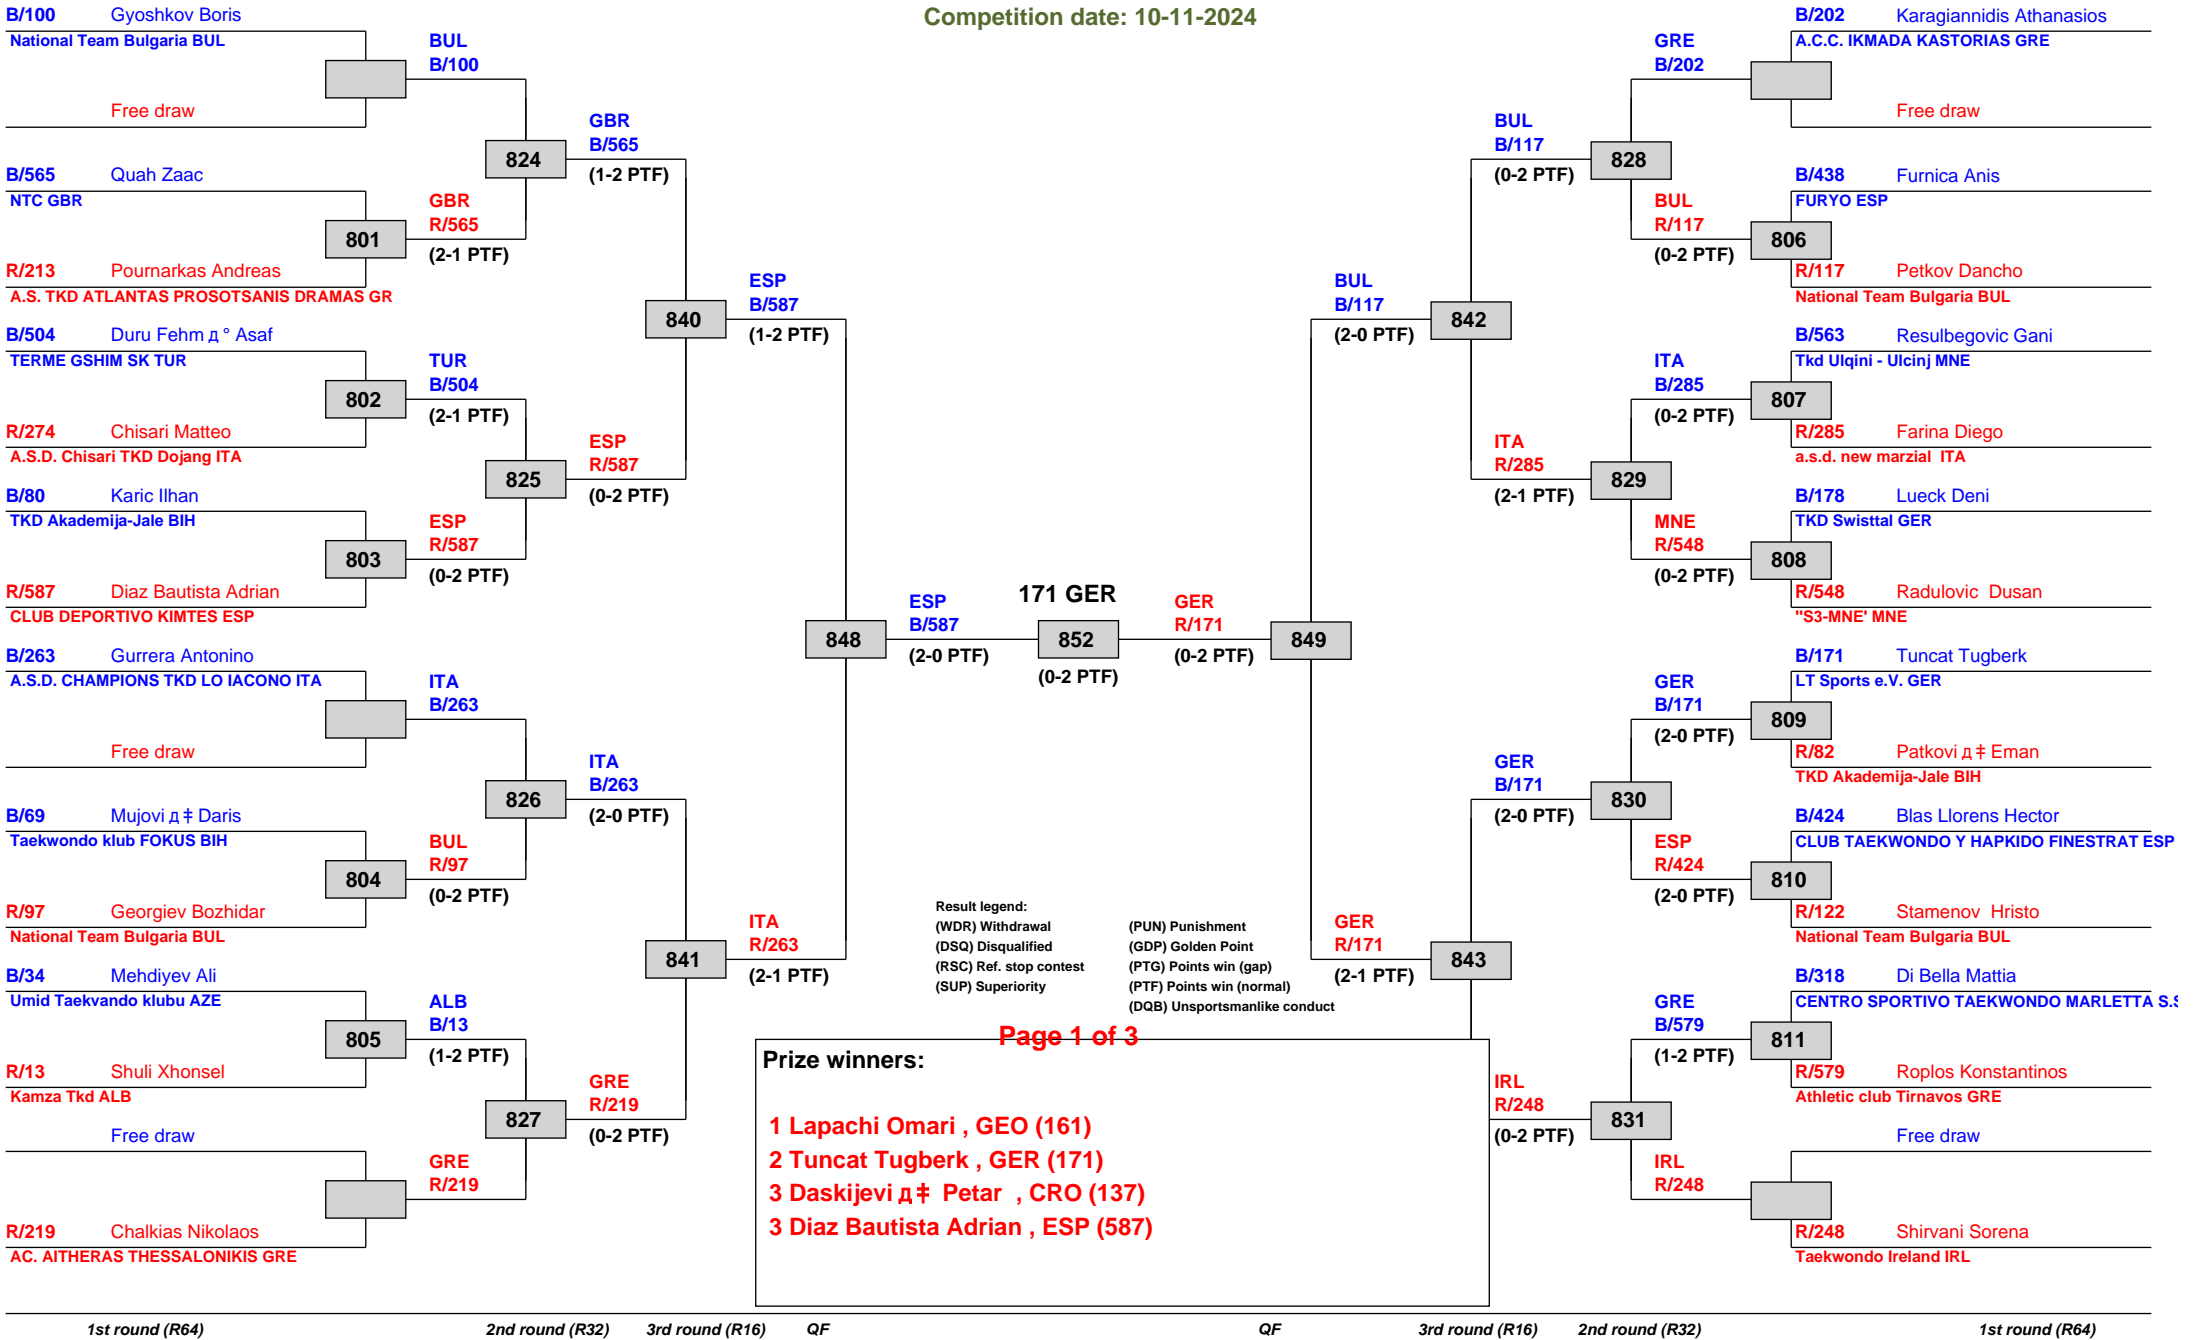 Competition date: 10-11-2024
B/100 Gyoshkov Boris
National Team Bulgaria BUL
Free draw
B/565 Quah Zaac
NTC GBR
R/213 Pournarkas Andreas
A.S. TKD ATLANTAS PROSOTSANIS DRAMAS GR
B/504 Duru Fehm д ° Asaf
TERME GSHIM SK TUR
R/274 Chisari Matteo
A.S.D. Chisari TKD Dojang ITA
B/80 Karic Ilhan
TKD Akademija-Jale BIH
R/587 Diaz Bautista Adrian
CLUB DEPORTIVO KIMTES ESP
B/263 Gurrera Antonino
A.S.D. CHAMPIONS TKD LO IACONO ITA
Free draw
B/69 Mujovi д ‡ Daris
Taekwondo klub FOKUS BIH
R/97 Georgiev Bozhidar
National Team Bulgaria BUL
B/34 Mehdiyev Ali
Umid Taekvando klubu AZE
R/13 Shuli Xhonsel
Kamza Tkd ALB
Free draw
R/219 Chalkias Nikolaos
AC. AITHERAS THESSALONIKIS GRE
801
802
803
804
805
BUL
B/100
GBR
R/565
(2-1 PTF)
TUR
B/504
(2-1 PTF)
ESP
R/587
(0-2 PTF)
ITA
B/263
BUL
R/97
(0-2 PTF)
ALB
B/13
(1-2 PTF)
GRE
R/219
824
825
826
827
GBR
B/565
(1-2 PTF)
ESP
R/587
(0-2 PTF)
ITA
B/263
(2-0 PTF)
GRE
R/219
(0-2 PTF)
840
841
ESP
B/587
(1-2 PTF)
ITA
R/263
(2-1 PTF)
848
ESP
B/587
(2-0 PTF)
171 GER
852
(0-2 PTF)
GER
R/171
(0-2 PTF)
849
BUL
B/117
(2-0 PTF)
GER
R/171
(2-1 PTF)
842
843
BUL
B/117
(0-2 PTF)
ITA
R/285
(2-1 PTF)
GER
B/171
(2-0 PTF)
IRL
R/248
(0-2 PTF)
828
829
830
831
GRE
B/202
BUL
R/117
(0-2 PTF)
ITA
B/285
(0-2 PTF)
MNE
R/548
(0-2 PTF)
GER
B/171
(2-0 PTF)
ESP
R/424
(2-0 PTF)
GRE
B/579
(1-2 PTF)
IRL
R/248
806
807
808
809
810
811
B/202 Karagiannidis Athanasios
A.C.C. IKMADA KASTORIAS GRE
Free draw
B/438 Furnica Anis
FURYO ESP
R/117 Petkov Dancho
National Team Bulgaria BUL
B/563 Resulbegovic Gani
Tkd Ulqini - Ulcinj MNE
R/285 Farina Diego
a.s.d. new marzial ITA
B/178 Lueck Deni
TKD Swisttal GER
R/548 Radulovic Dusan
"S3-MNE' MNE
B/171 Tuncat Tugberk
LT Sports e.V. GER
R/82 Patkovi д ‡ Eman
TKD Akademija-Jale BIH
B/424 Blas Llorens Hector
CLUB TAEKWONDO Y HAPKIDO FINESTRAT ESP
R/122 Stamenov Hristo
National Team Bulgaria BUL
B/318 Di Bella Mattia
CENTRO SPORTIVO TAEKWONDO MARLETTA S.S
R/579 Roplos Konstantinos
Athletic club Tirnavos GRE
Free draw
R/248 Shirvani Sorena
Taekwondo Ireland IRL
Result legend:
(WDR) Withdrawal
(DSQ) Disqualified
(RSC) Ref. stop contest
(SUP) Superiority
(PUN) Punishment
(GDP) Golden Point
(PTG) Points win (gap)
(PTF) Points win (normal)
(DQB) Unsportsmanlike conduct
Page 1 of 3
Prize winners:
1 Lapachi Omari , GEO (161)
2 Tuncat Tugberk , GER (171)
3 Daskijevi д ‡ Petar , CRO (137)
3 Diaz Bautista Adrian , ESP (587)
1st round (R64) 2nd round (R32) 3rd round (R16) QF QF 3rd round (R16) 2nd round (R32) 1st round (R64)